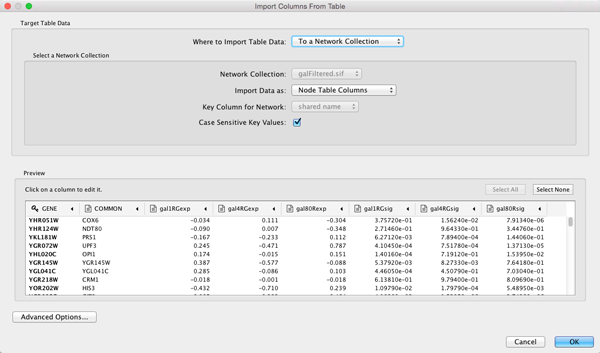 Import Columns From Table
Target Table Data
Where to Import Table Data: To a Network Collection
Select a Network Collection
Network Collection: galFiltered.sif
Import Data as: Node Table Columns
Key Column for Network: shared name
Case Sensitive Key Values:
Preview
Click on a column to edit it. Select All Select None
GENE COMMON gal1RGexp gal4RGexp gal80Rexp gal1RGsig gal4RGsig gal80Rsig
YHR051W COX6 -0.034 0.111 -0.304 3.75720e-01 1.56240e-02 7.91340e-06
YHR124W NDT80 -0.090 0.007 -0.348 2.71460e-01 9.64330e-01 3.44760e-01
YKL181W PRS1 -0.167 -0.233 0.112 6.27120e-03 7.89400e-04 1.44060e-01
YGR072W UPF3 0.245 -0.471 0.787 4.10450e-04 7.51780e-04 1.37130e-05
YHL020C OPI1 0.174 -0.015 0.151 1.40160e-04 7.19120e-01 1.53950e-02
YGR145W YGR145W 0.387 -0.577 -0.088 5.37920e-03 8.27330e-03 7.64180e-01
YGL041C YGL041C 0.285 -0.086 0.103 4.46050e-04 4.50790e-01 7.03040e-01
YGR218W CRM1 -0.018 -0.001 -0.018 6.13810e-01 9.79400e-01 8.09690e-01
YOR202W HIS3 -0.432 -0.710 0.239 1.09790e-02 1.79790e-04 5.48950e-03
Advanced Options...
Cancel OK